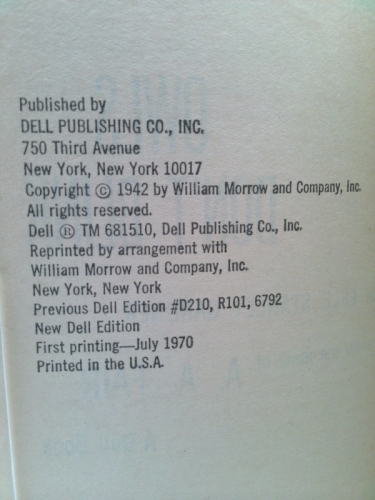 Published by
DELL PUBLISHING CO., INC.
750 Third Avenue
New York, New York 10017
Copyright © 1942 by William Morrow and Company, Inc.
All rights reserved.
Dell ® TM 681510, Dell Publishing Co., Inc.
Reprinted by arrangement with
William Morrow and Company, Inc.
New York, New York
Previous Dell Edition #D210, R101, 6792
New Dell Edition
First printing—July 1970
Printed in the U.S.A.